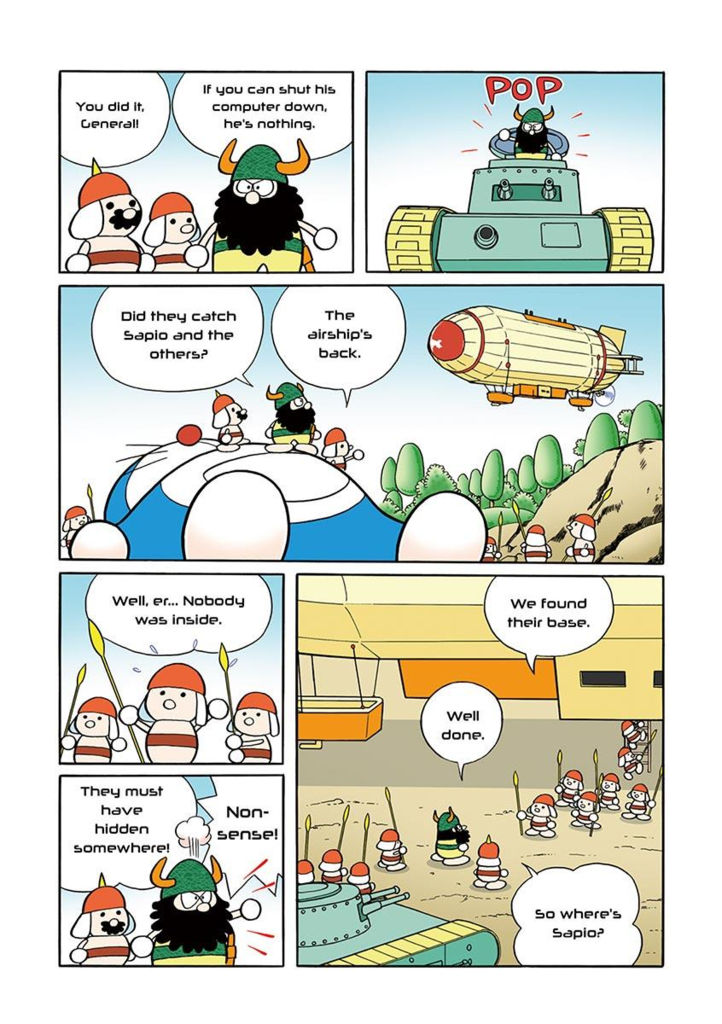 POP
If you can shut his
computer down,
he's nothing.
You did it,
General!
The
airship's
back.
Did they catch
Sapio and the
others?
We found
their base.
Well
done.
So where's
Sapio?
Well, er... Nobody
was inside.
Non-
sense!
They must
have
hidden
somewhere!